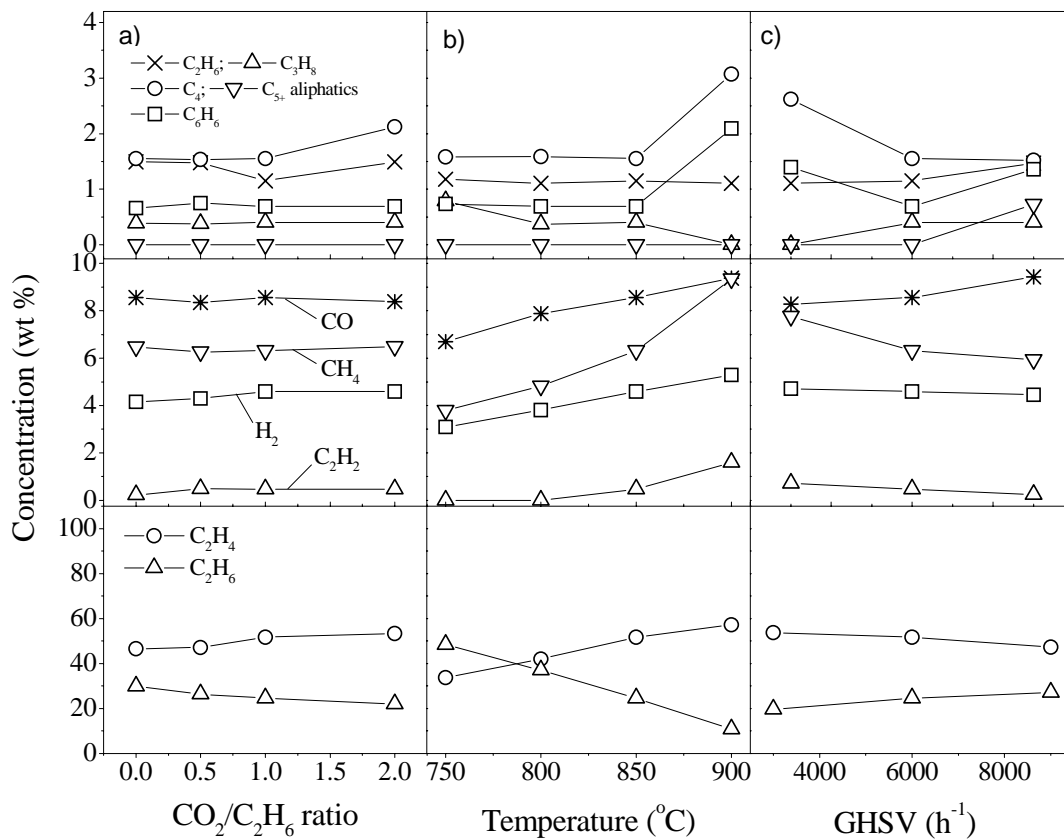 a) b) c)
C₂H₆; C₃H₈
C₄; C₅₊ aliphatics
C₆H₆
4
3
2
1
0
CO
CH₄
H₂
C₂H₂
10
8
6
4
2
0
C₂H₄
C₂H₆
100
80
60
40
20
0
Concentration (wt %)
0.0 0.5 1.0 1.5 2.0 750 800 850 900 4000 6000 8000
CO₂/C₂H₆ ratio Temperature (°C) GHSV (h⁻¹)